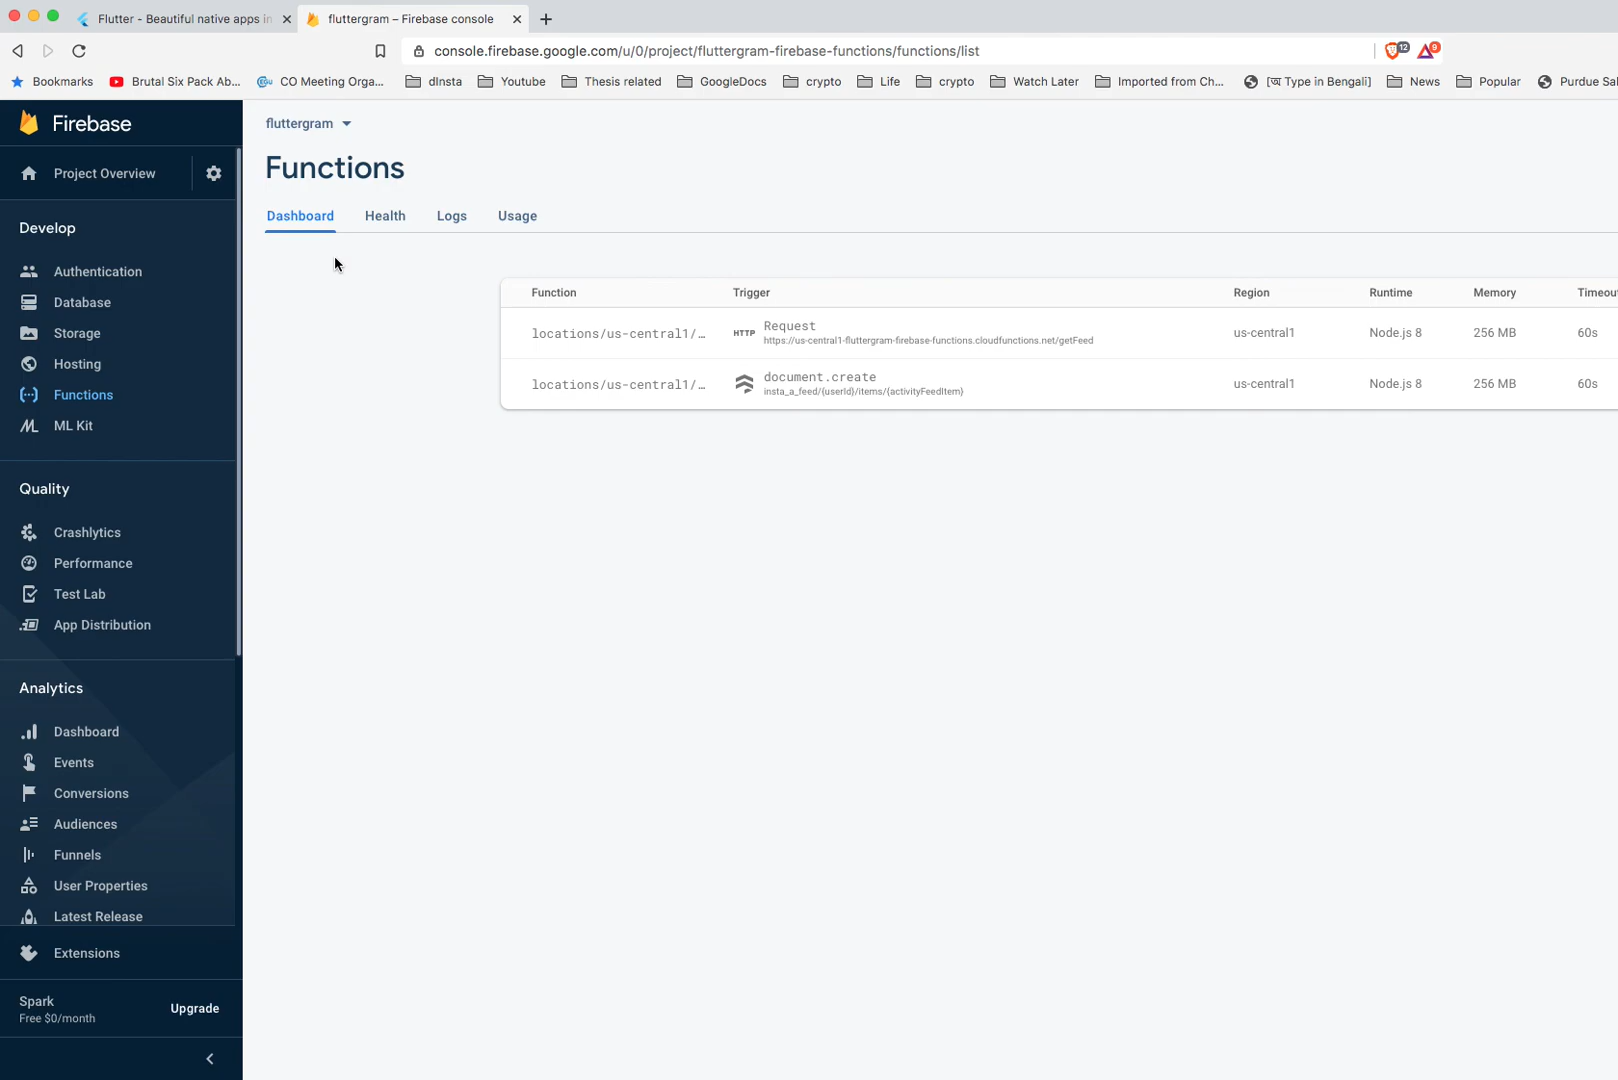 Flutter - Beautiful native apps in
fluttergram – Firebase console
console.firebase.google.com/u/0/project/fluttergram-firebase-functions/functions/list
12
9
Bookmarks
Brutal Six Pack Ab...
CO Meeting Orga...
dInsta
Youtube
Thesis related
GoogleDocs
crypto
Life
crypto
Watch Later
Imported from Ch...
[অ Type in Bengali]
News
Popular
Purdue Sal
Firebase
Project Overview
Develop
Authentication
Database
Storage
Hosting
Functions
ML Kit
Quality
Crashlytics
Performance
Test Lab
App Distribution
Analytics
Dashboard
Events
Conversions
Audiences
Funnels
User Properties
Latest Release
Extensions
Spark
Free $0/month
Upgrade
fluttergram
Functions
Dashboard Health Logs Usage
Function Trigger Region Runtime Memory Timeou
locations/us-central1/… HTTP Request us-central1 Node.js 8 256 MB 60s
https://us-central1-fluttergram-firebase-functions.cloudfunctions.net/getFeed
locations/us-central1/… document.create us-central1 Node.js 8 256 MB 60s
insta_a_feed/{userId}/items/{activityFeedItem}